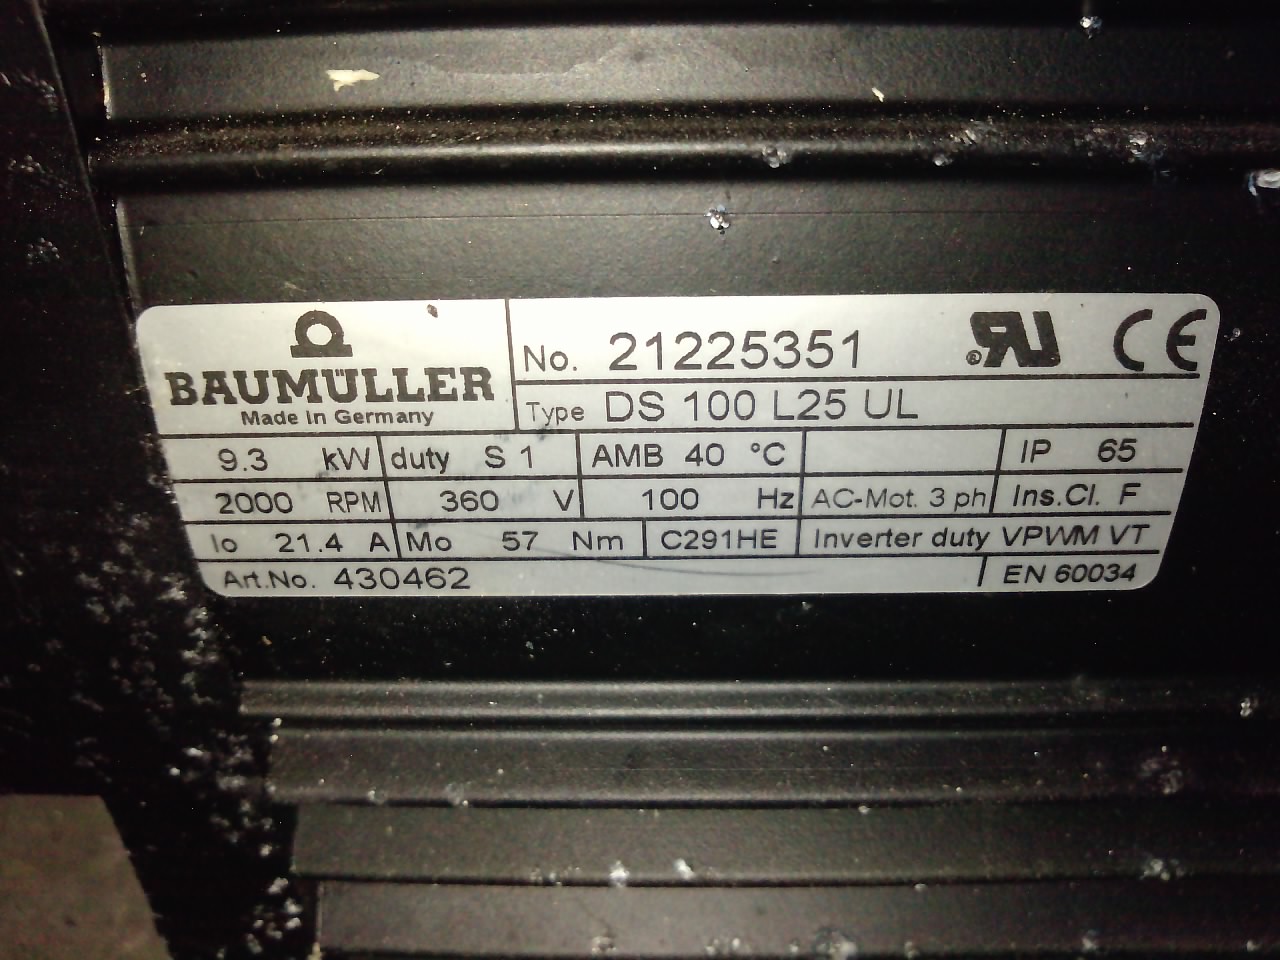 BAUMÜLLER
Made In Germany
No. 21225351 ® RU CE
Type DS 100 L25 UL
9.3 kW duty S 1 AMB 40 °C IP 65
2000 RPM 360 V 100 Hz AC-Mot. 3 ph Ins.Cl. F
Io 21.4 A Mo 57 Nm C291HE Inverter duty VPWM VT
Art.No. 430462 EN 60034